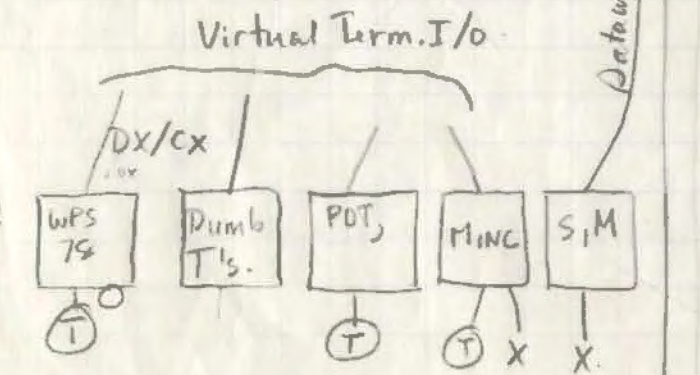 Virtual Term. I/o
DX/CX
WPS
78
Dumb
T's.
PDT,
MINC
S,M
T
T
T
X
X.